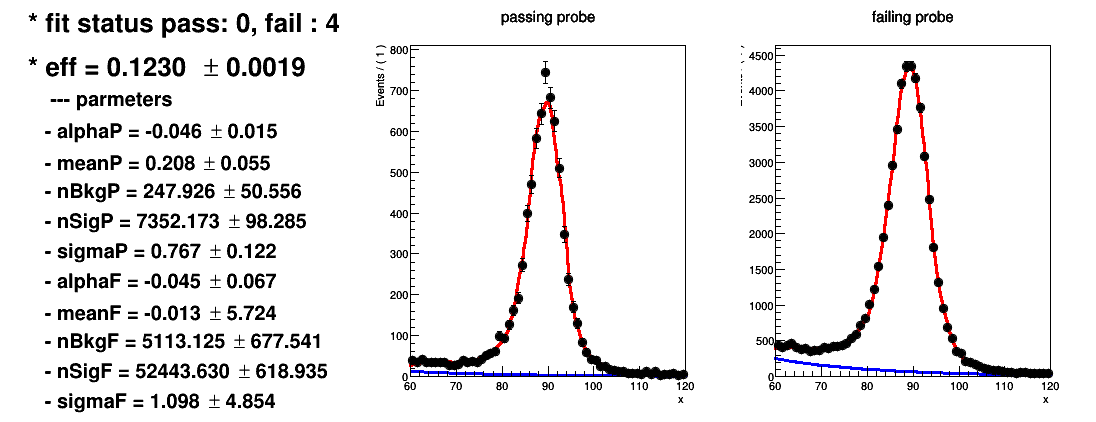 * fit status pass: 0, fail : 4
* eff = 0.1230 ± 0.0019
--- parmeters
- alphaP = -0.046 ± 0.015
- meanP = 0.208 ± 0.055
- nBkgP = 247.926 ± 50.556
- nSigP = 7352.173 ± 98.285
- sigmaP = 0.767 ± 0.122
- alphaF = -0.045 ± 0.067
- meanF = -0.013 ± 5.724
- nBkgF = 5113.125 ± 677.541
- nSigF = 52443.630 ± 618.935
- sigmaF = 1.098 ± 4.854
passing probe
Events / ( 1 )
800
700
600
500
400
300
200
100
0
60 70 80 90 100 110 120
x
failing probe
4500
4000
3500
3000
2500
2000
1500
1000
500
0
60 70 80 90 100 110 120
x